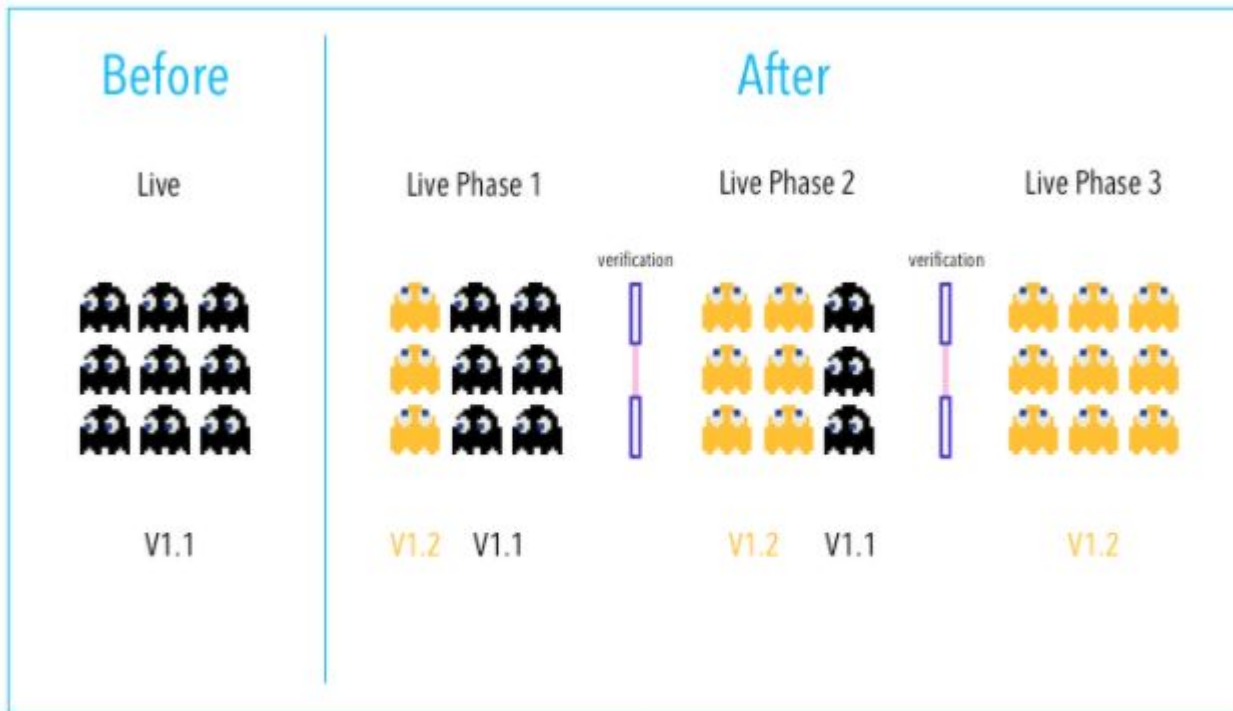 Before
After
Live
Live Phase 1
Live Phase 2
Live Phase 3
verification
verification
V1.1
V1.2 V1.1
V1.2 V1.1
V1.2